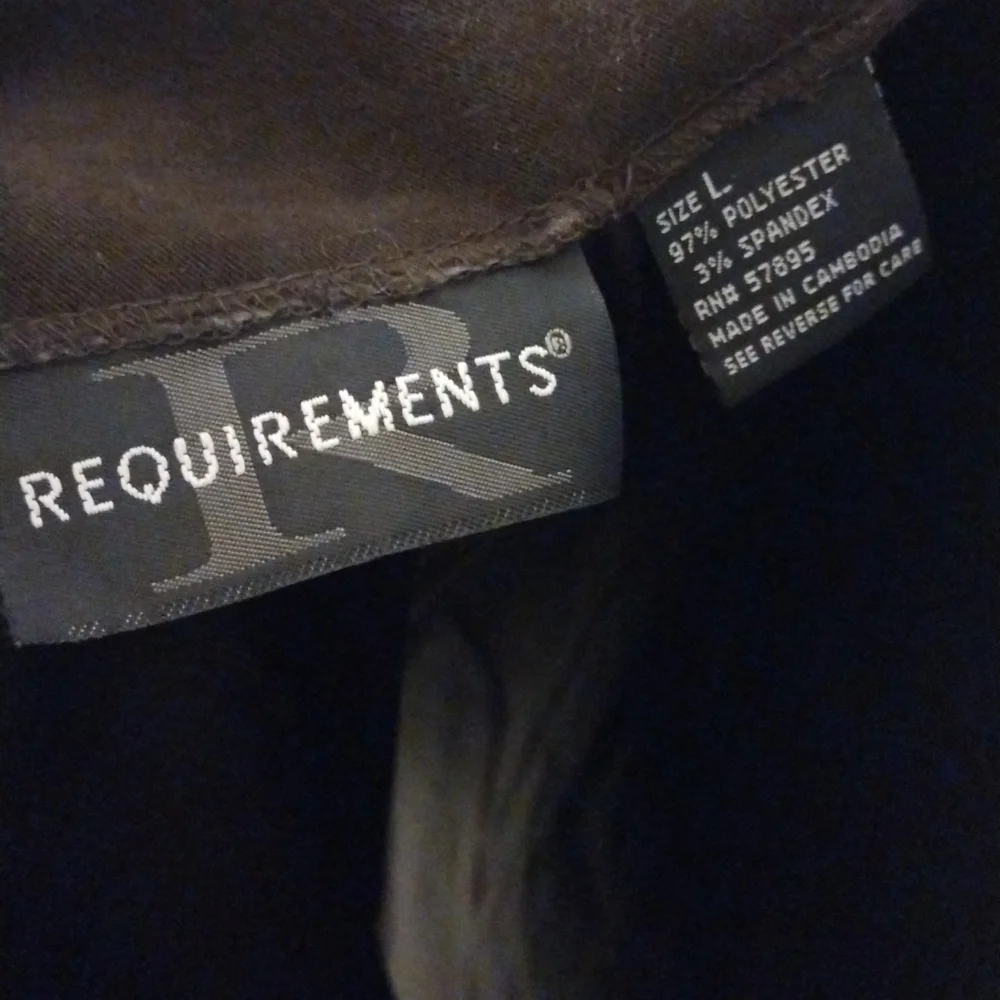 R
REQUIREMENTS®
SIZE L
97% POLYESTER
3% SPANDEX
RN# 57895
MADE IN CAMBODIA
SEE REVERSE FOR CARE